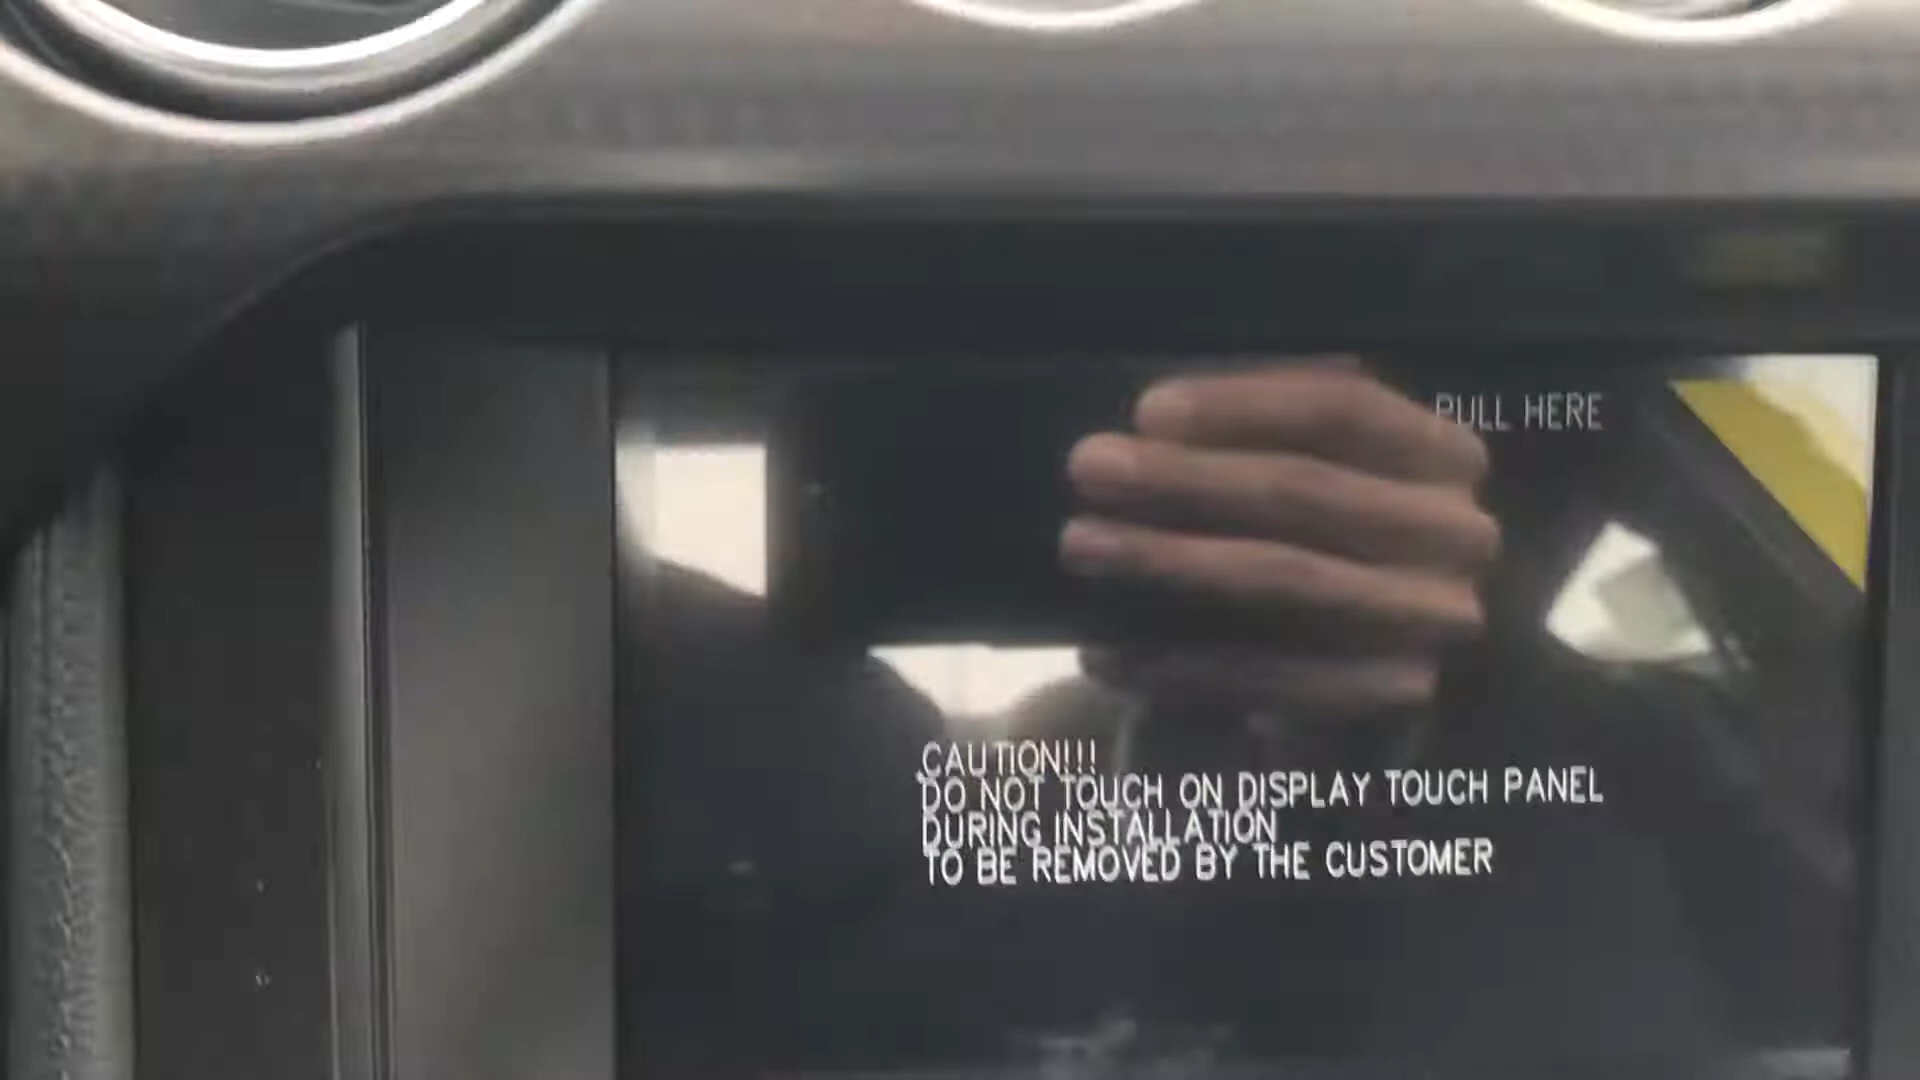 PULL HERE
CAUTION!!!
DO NOT TOUCH ON DISPLAY TOUCH PANEL
DURING INSTALLATION
TO BE REMOVED BY THE CUSTOMER